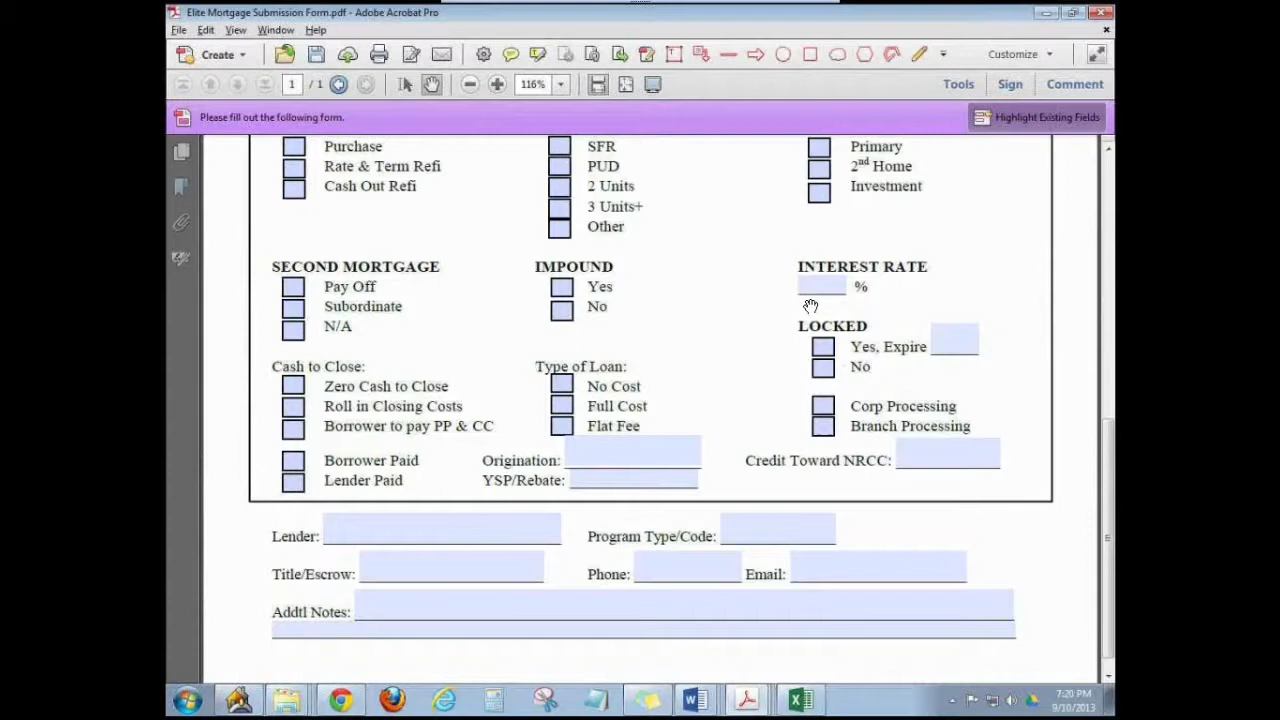 Elite Mortgage Submission Form.pdf - Adobe Acrobat Pro
File Edit View Window Help
Create Customize
1 / 1 116% Tools Sign Comment
Please fill out the following form. Highlight Existing Fields
Purchase SFR Primary
Rate & Term Refi PUD 2nd Home
Cash Out Refi 2 Units Investment
3 Units+
Other
SECOND MORTGAGE IMPOUND INTEREST RATE
Pay Off Yes %
Subordinate No
N/A LOCKED
Yes, Expire
Cash to Close: Type of Loan: No
Zero Cash to Close No Cost
Roll in Closing Costs Full Cost Corp Processing
Borrower to pay PP & CC Flat Fee Branch Processing
Borrower Paid Origination: Credit Toward NRCC:
Lender Paid YSP/Rebate:
Lender: Program Type/Code:
Title/Escrow: Phone: Email:
Addtl Notes:
7:20 PM
9/10/2013